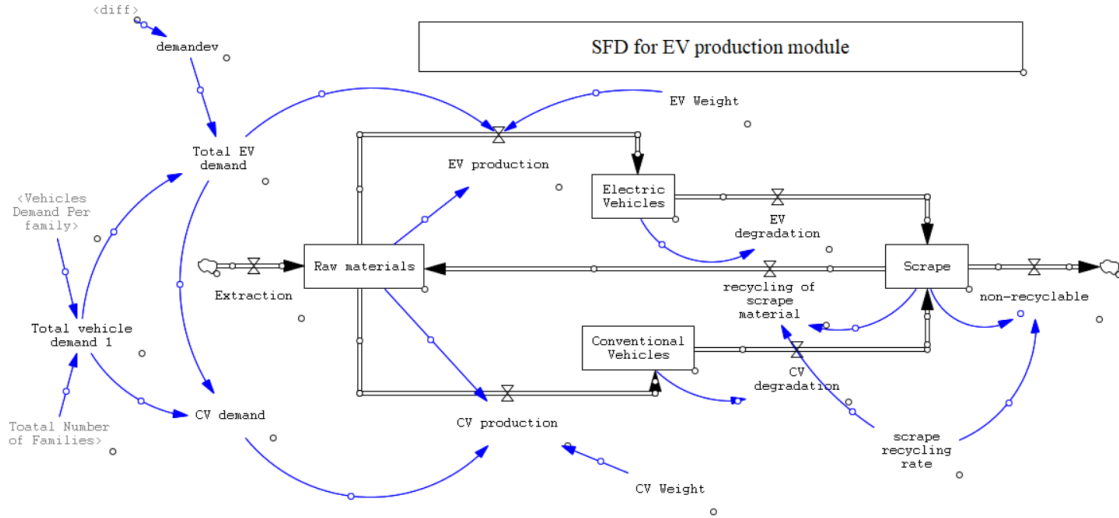 <diff>
demandev
SFD for EV production module
EV Weight
Total EV
demand
EV production
<Vehicles
Demand Per
family>
Electric
Vehicles
EV
degradation
Raw materials
Scrape
Extraction
recycling of
scrape
material
non-recyclable
Total vehicle
demand 1
Conventional
Vehicles
CV
degradation
Toatal Number
of Families>
CV demand
CV production
scrape
recycling
rate
CV Weight